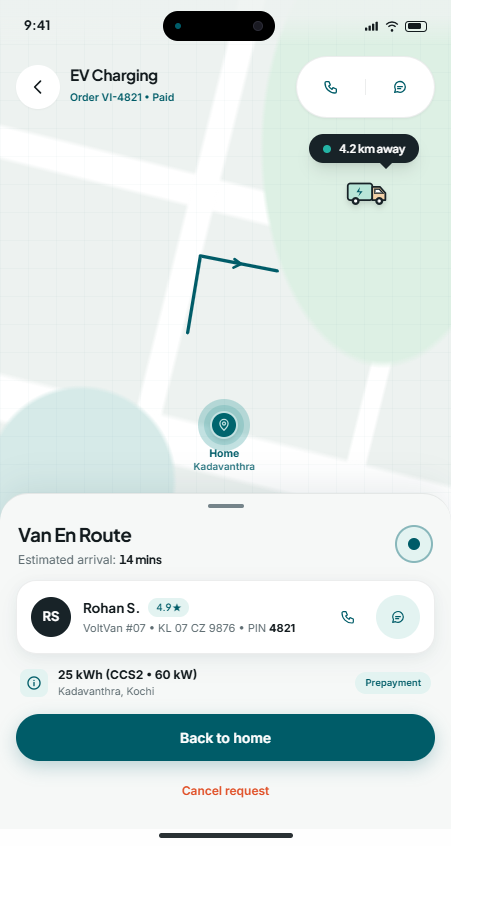 9:41
EV Charging
Order VI-4821 • Paid
4.2 km away
Home
Kadavanthra
Van En Route
Estimated arrival: 14 mins
RS
Rohan S.
4.9 ★
VoltVan #07 • KL 07 CZ 9876 • PIN 4821
25 kWh (CCS2 • 60 kW)
Kadavanthra, Kochi
Prepayment
Back to home
Cancel request